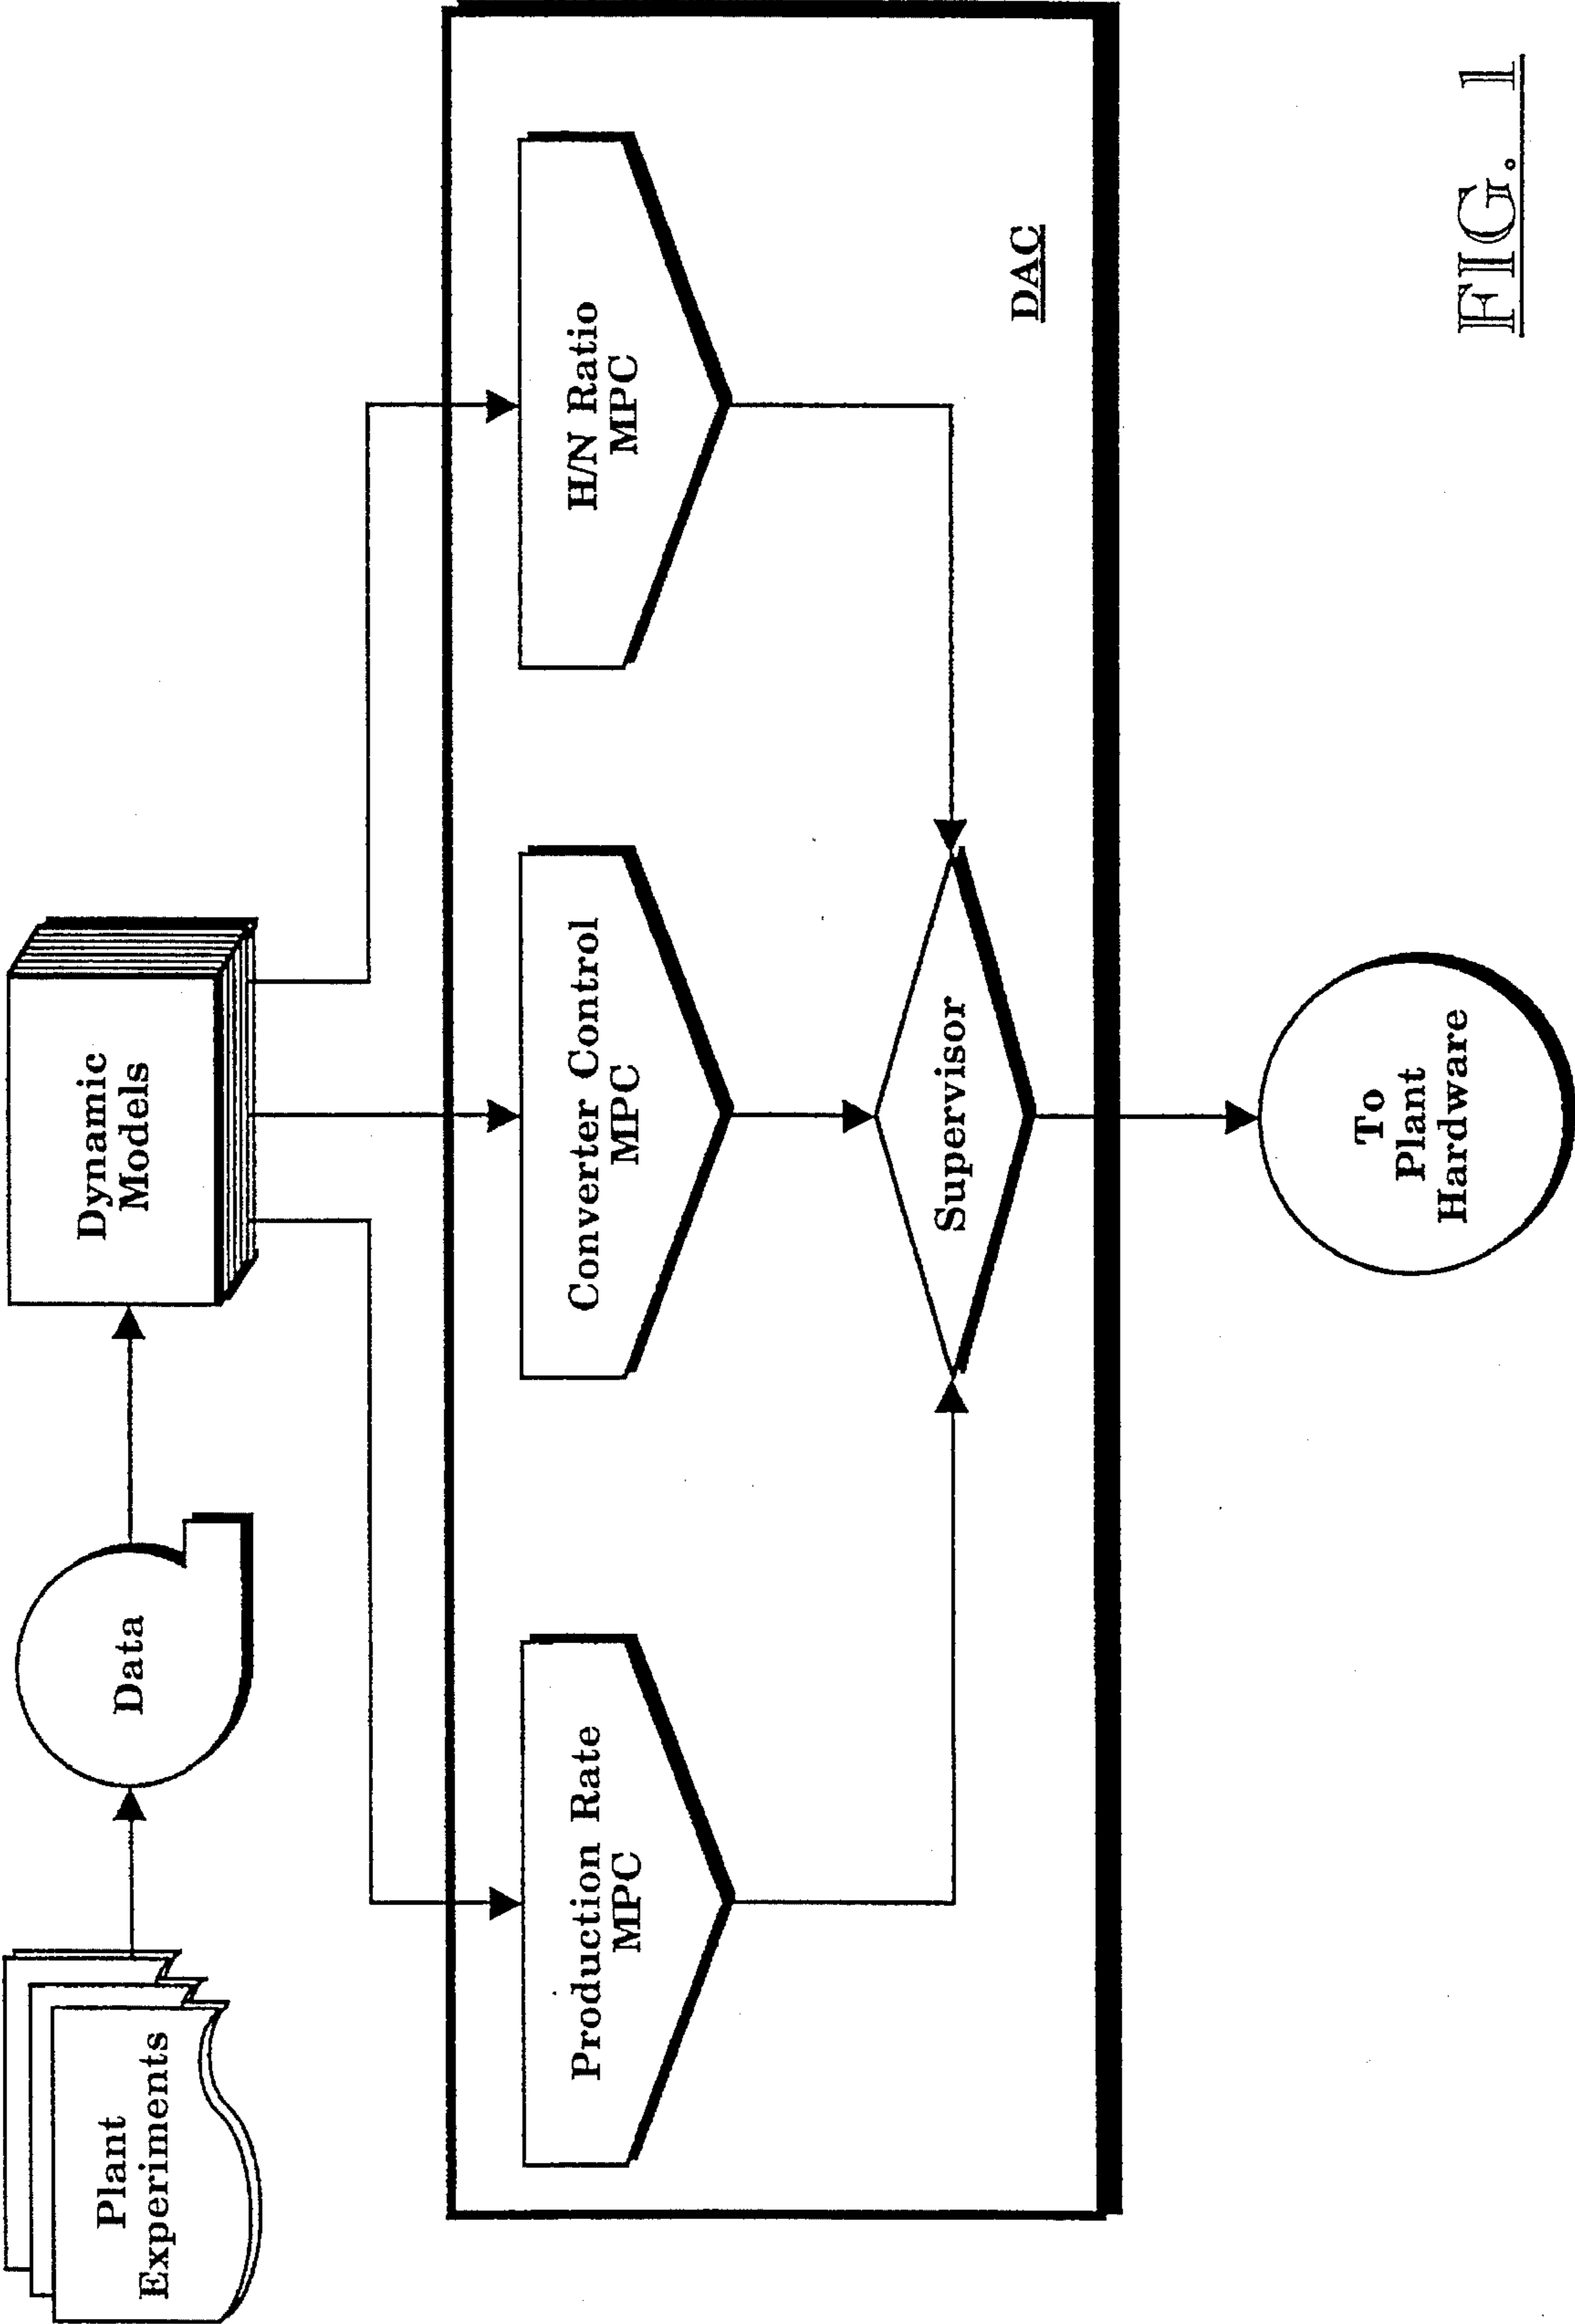 Plant
Experiments
Data
Dynamic
Models
Production Rate
MPC
Converter Control
MPC
H/N Ratio
MPC
Supervisor
DAC
To
Plant
Hardware
FIG. 1